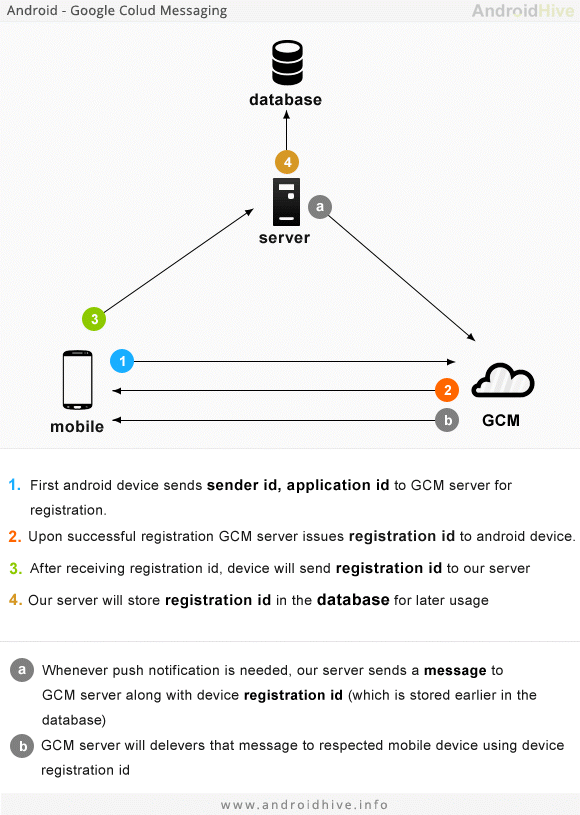 Android - Google Colud Messaging
AndroidHive
database
4
a
server
3
1
2
b
mobile
GCM
1. First android device sends sender id, application id to GCM server for
registration.
2. Upon successful registration GCM server issues registration id to android device.
3. After receiving registration id, device will send registration id to our server
4. Our server will store registration id in the database for later usage
a Whenever push notification is needed, our server sends a message to
GCM server along with device registration id (which is stored earlier in the
database)
b GCM server will delevers that message to respected mobile device using device
registration id
www.androidhive.info